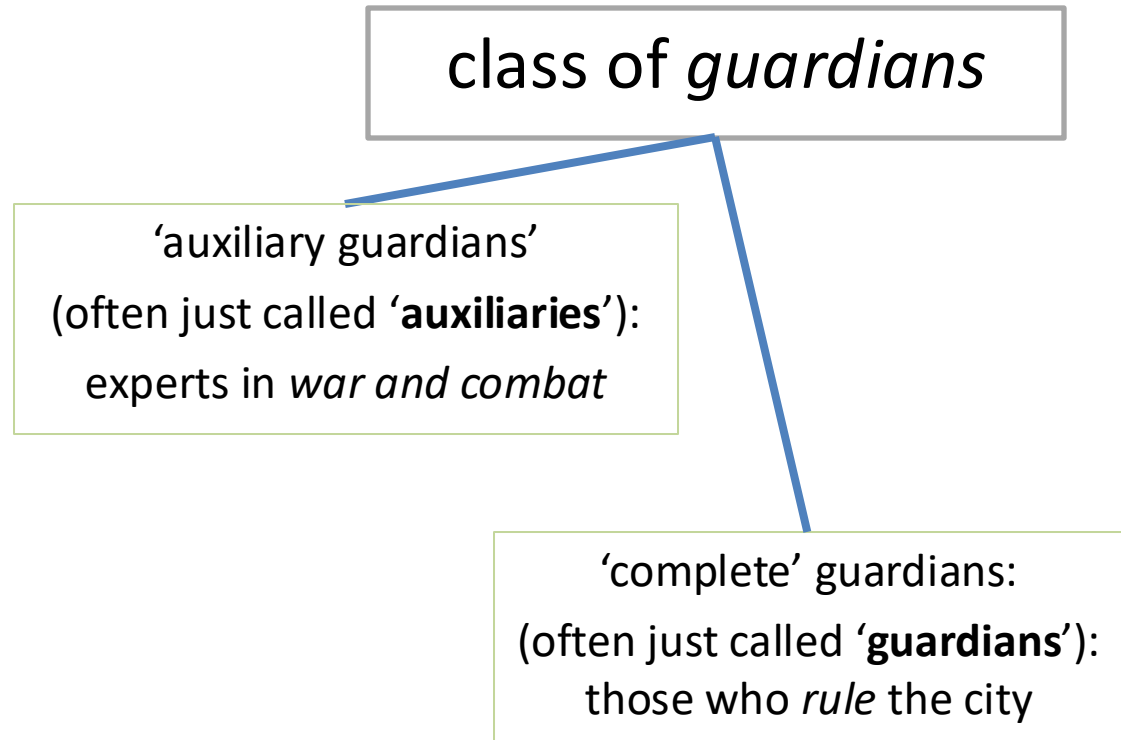 class of guardians
‘auxiliary guardians’
(often just called ‘auxiliaries’):
experts in war and combat
‘complete’ guardians:
(often just called ‘guardians’):
those who rule the city